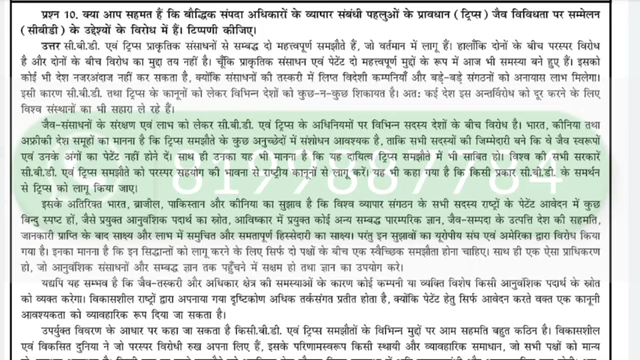 प्रश्न 10. क्या आप सहमत हैं कि बौद्धिक संपदा अधिकारों के व्यापार संबंधी पहलुओं के प्रावधान (ट्रिप्स) जैव विविधता पर सम्मेलन
(सीबीडी) के उद्देश्यों के विरोध में हैं। टिप्पणी कीजिए।
उत्तर सी.बी.डी. एवं ट्रिप्स प्राकृतिक संसाधनों से सम्बद्ध दो महत्त्वपूर्ण समझौते हैं, जो वर्तमान में लागू हैं। हालाँकि दोनों के बीच परस्पर विरोध
है और दोनों के बीच विरोध का मुद्दा तय नहीं है। चूँकि प्राकृतिक संसाधन एवं पेटेंट दो महत्त्वपूर्ण मुद्दों के रूप में आज भी समस्या बने हुए हैं। इसको
कोई भी देश नजरअंदाज नहीं कर सकता है, क्योंकि संसाधनों की तस्करी में लिप्त विदेशी कम्पनियाँ और बड़े-बड़े संगठनों को अनायास लाभ मिलेगा।
इसी कारण सी.बी.डी. तथा ट्रिप्स के कानूनों को लेकर विभिन्न देशों को कुछ-न-कुछ शिकायत है। अतः कई देश इस अन्तर्विरोध को दूर करने के लिए
विश्व संस्थानों का भी सहारा ले रहे हैं।
जैव-संसाधनों के संरक्षण एवं लाभ को लेकर सी.बी.डी. एवं ट्रिप्स के अधिनियमों पर विभिन्न सदस्य देशों के बीच विरोध है। भारत, कीनिया तथा
अफ्रीकी देश समूहों का मानना है कि ट्रिप्स समझौते के कुछ अनुच्छेदों में संशोधन आवश्यक है, ताकि सभी सदस्यों की जिम्मेदारी बने कि वे जैव स्वरूपों
एवं उनके अंगों का पेटेंट नहीं होने दें। साथ ही उनका यह भी मानना है कि यह दायित्व ट्रिप्स समझौते में भी साबित हो। विश्व की सभी सरकारें
सी.बी.डी. एवं ट्रिप्स समझौते को परस्पर सहयोग की भावना से राष्ट्रीय कानूनों से लागू करें। यह भी कहा गया है कि किसी प्रकार सी.बी.डी. के समर्थन
से ट्रिप्स को लागू किया जाए।
इसके अतिरिक्त भारत, ब्राजील, पाकिस्तान और कीनिया का सुझाव है कि विश्व व्यापार संगठन के सभी सदस्य राष्ट्रों के पेटेंट आवेदन में कुछ
बिन्दु स्पष्ट हों, जैसे प्रयुक्त आनुवंशिक पदार्थ का स्रोत, आविष्कार में प्रयुक्त कोई अन्य सम्बद्ध पारम्परिक ज्ञान, जैव-सम्पदा के उत्पत्ति देश की सहमति,
जानकारी प्राप्ति के बाद साक्ष्य और लाभ में समुचित और समतापूर्ण हिस्सेदारी का साक्ष्य। परंतु इन सुझावों का यूरोपीय संघ एवं अमेरिका द्वारा विरोध किया
गया है। इनका मानना है कि इन सिद्धान्तों को लागू करने के लिए सिर्फ दो पक्षों के बीच एक स्वैच्छिक समझौता होना चाहिए। साथ ही एक ऐसा प्राधिकरण
हो, जो आनुवंशिक संसाधनों और सम्बद्ध ज्ञान तक पहुँचने में सक्षम हो तथा ज्ञान का उपयोग करे।
यद्यपि यह सम्भव है कि जैव-तस्करी और अधिकार क्षेत्र की समस्याओं के कारण कोई कम्पनी या व्यक्ति विशेष किसी आनुवंशिक पदार्थ के स्रोत
को व्यक्त करेगा। विकासशील राष्ट्रों द्वारा अपनाया गया दृष्टिकोण अधिक तर्कसंगत प्रतीत होता है, क्योंकि पेटेंट हेतु सिर्फ आवेदन करते वक्त एक कानूनी
आवश्यकता को व्यावहारिक रूप दिया जा सकता है।
उपर्युक्त विवरण के आधार पर कहा जा सकता है किसी.बी.डी. एवं ट्रिप्स समझौतों के विभिन्न मुद्दों पर आम सहमति बहुत कठिन है। विकासशील
एवं विकसित दुनिया ने जो परस्पर विरोधी रुख अपना लिए हैं, इसके परिणामस्वरूप किसी स्थायी और व्यावहारिक समाधान, जो सभी पक्षों को मान्य
8199887784